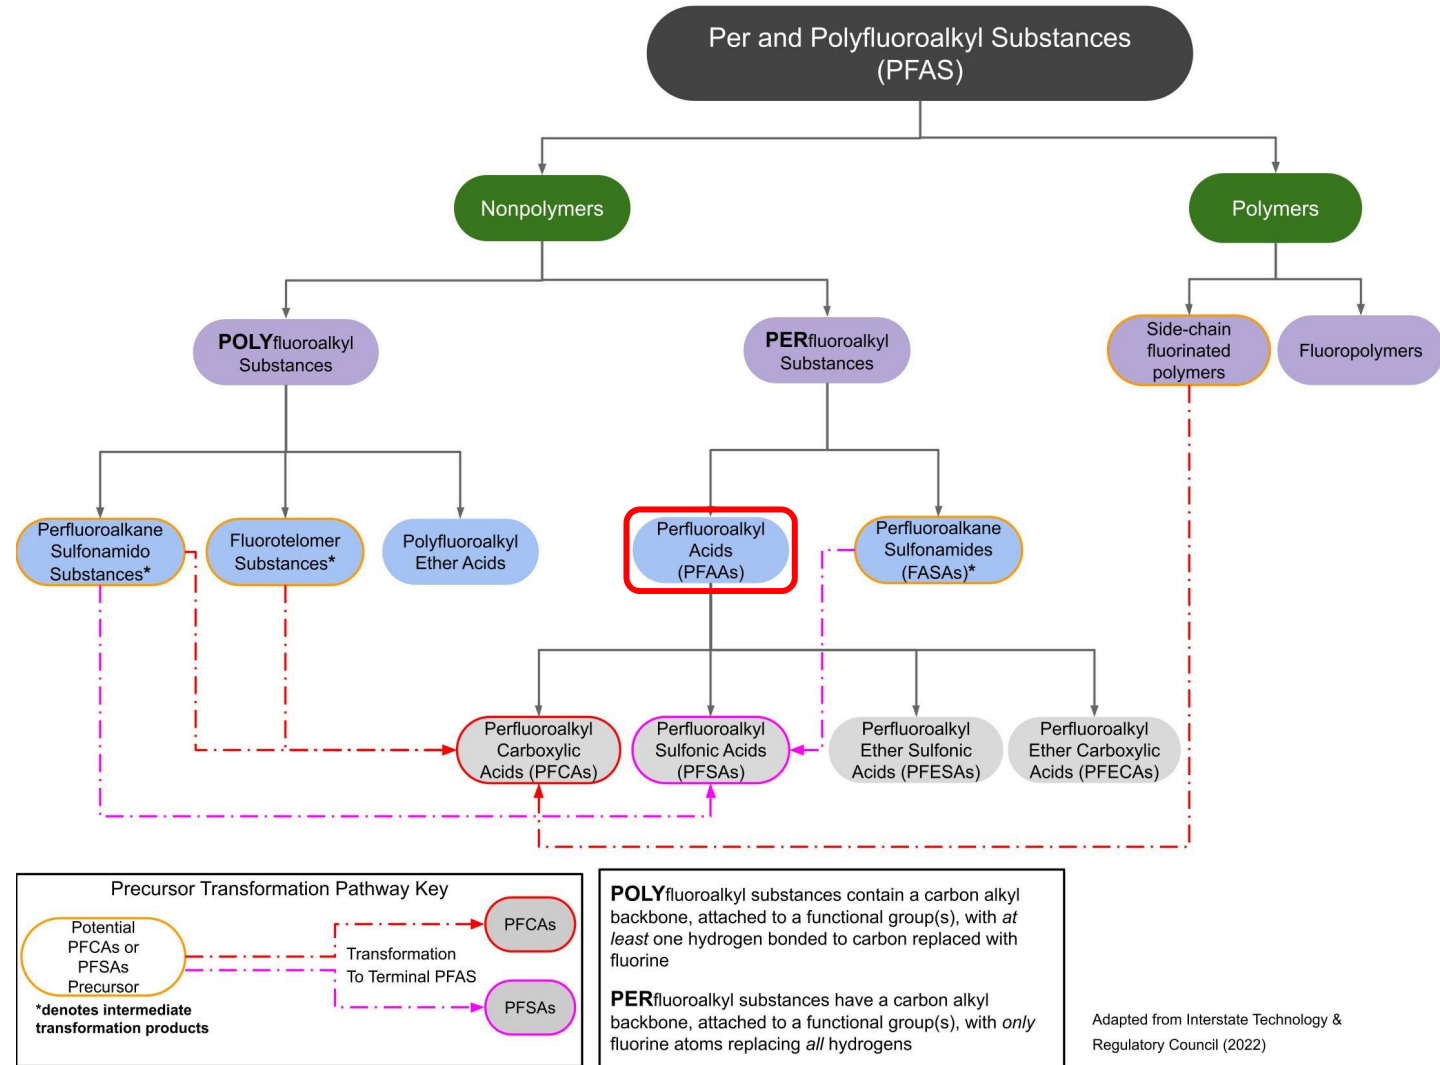 Per and Polyfluoroalkyl Substances
(PFAS)
Nonpolymers
Polymers
POLYfluoroalkyl
Substances
PERfluoroalkyl
Substances
Side-chain
fluorinated
polymers
Fluoropolymers
Perfluoroalkane
Sulfonamido
Substances*
Fluorotelomer
Substances*
Polyfluoroalkyl
Ether Acids
Perfluoroalkyl
Acids
(PFAAs)
Perfluoroalkane
Sulfonamides
(FASAs)*
Perfluoroalkyl
Carboxylic
Acids (PFCAs)
Perfluoroalkyl
Sulfonic Acids
(PFSAs)
Perfluoroalkyl
Ether Sulfonic
Acids (PFESAs)
Perfluoroalkyl
Ether Carboxylic
Acids (PFECAs)
Precursor Transformation Pathway Key
Potential
PFCAs or
PFSAs
Precursor
*denotes intermediate
transformation products
Transformation
To Terminal PFAS
PFCAs
PFSAs
POLYfluoroalkyl substances contain a carbon alkyl
backbone, attached to a functional group(s), with at
least one hydrogen bonded to carbon replaced with
fluorine
PERfluoroalkyl substances have a carbon alkyl
backbone, attached to a functional group(s), with only
fluorine atoms replacing all hydrogens
Adapted from Interstate Technology &
Regulatory Council (2022)